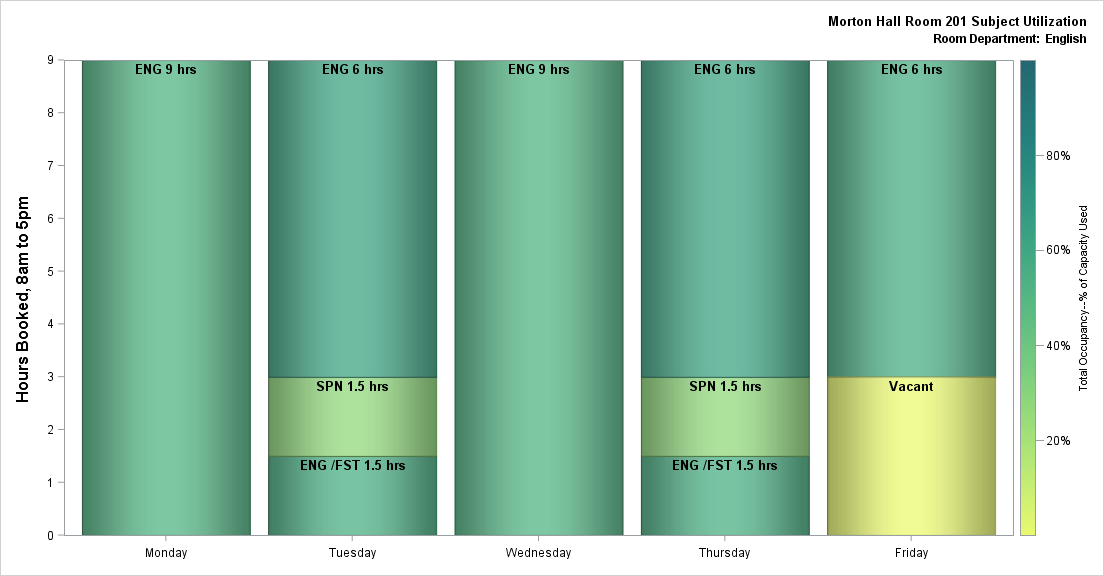 Morton Hall Room 201 Subject Utilization
Room Department: English
Hours Booked, 8am to 5pm
9
8
7
6
5
4
3
2
1
0
ENG 9 hrs
ENG 6 hrs
SPN 1.5 hrs
ENG /FST 1.5 hrs
ENG 9 hrs
ENG 6 hrs
SPN 1.5 hrs
ENG /FST 1.5 hrs
ENG 6 hrs
Vacant
Monday
Tuesday
Wednesday
Thursday
Friday
80%
60%
40%
20%
Total Occupancy--% of Capacity Used